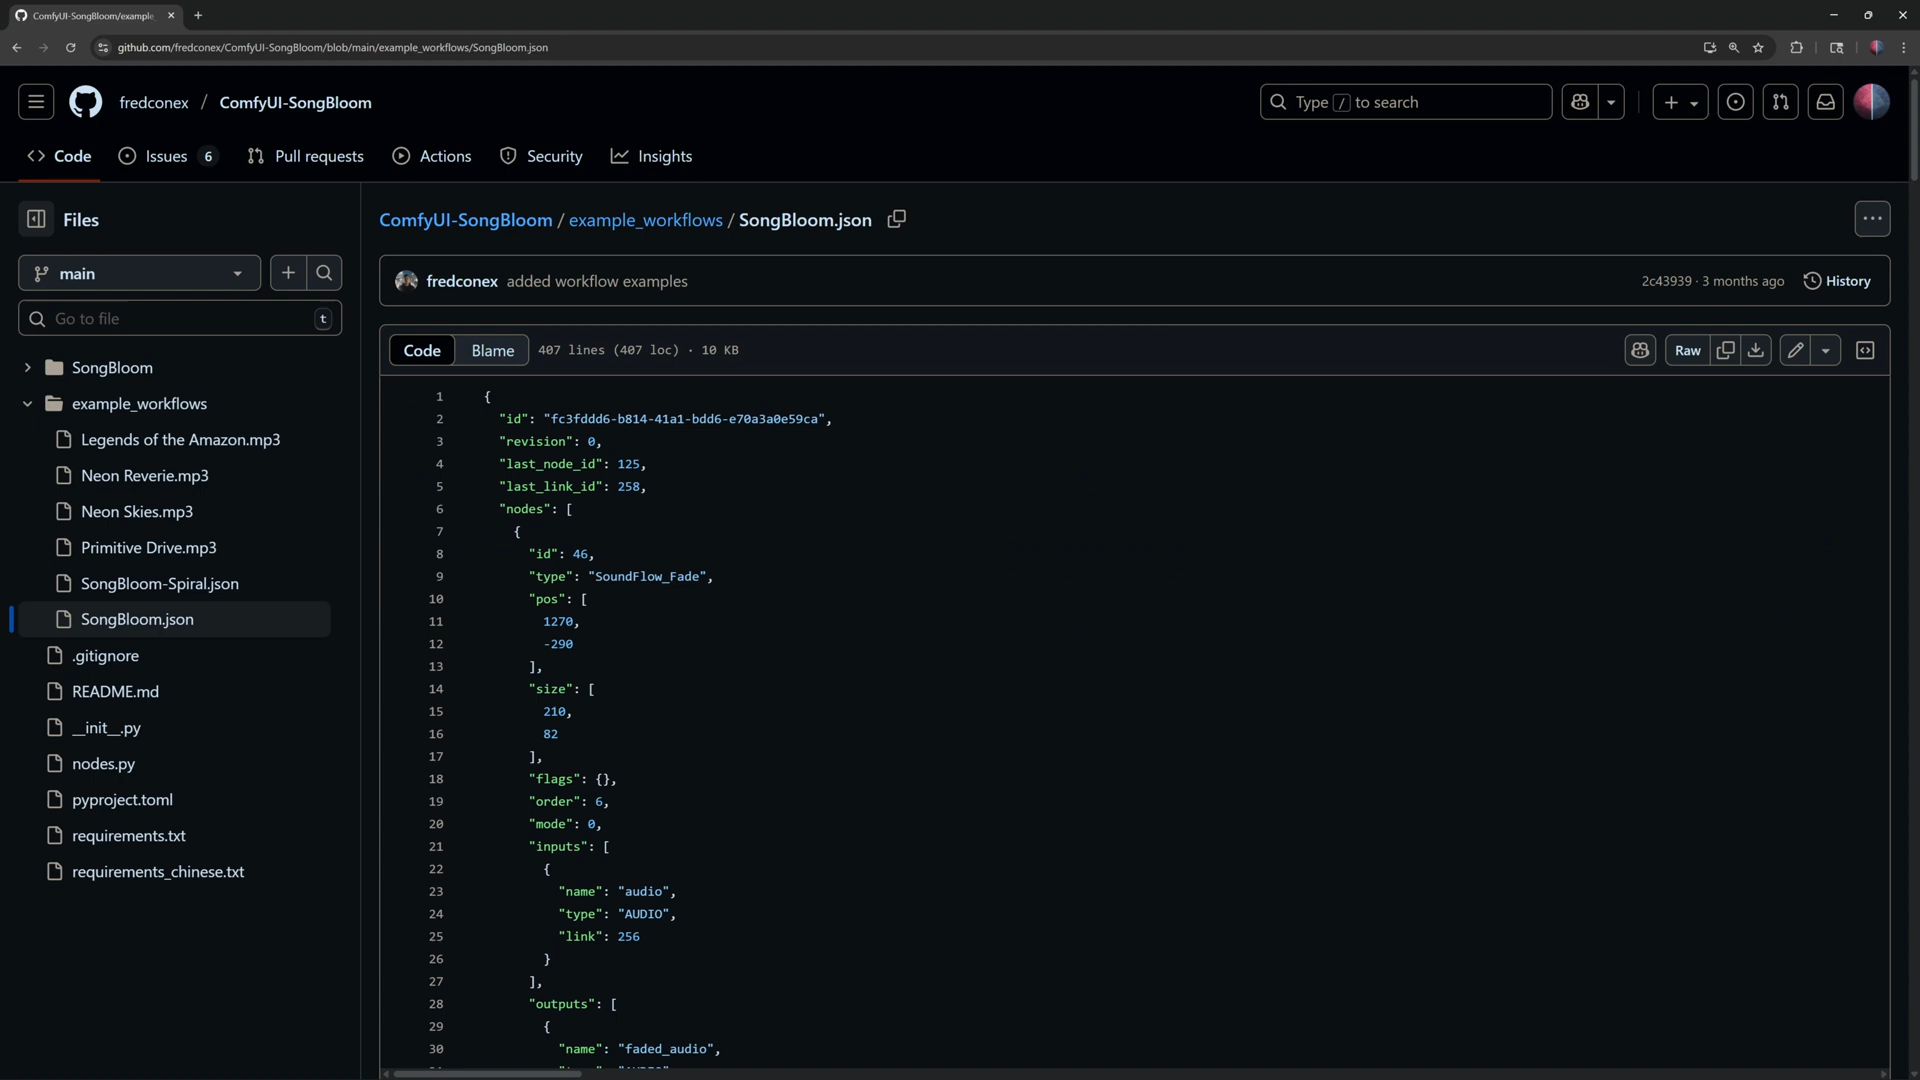 ComfyUI-SongBloom/example_
github.com/fredconex/ComfyUI-SongBloom/blob/main/example_workflows/SongBloom.json
fredconex / ComfyUI-SongBloom
Type / to search
Code Issues 6 Pull requests Actions Security Insights
Files
main
Go to file t
SongBloom
example_workflows
Legends of the Amazon.mp3
Neon Reverie.mp3
Neon Skies.mp3
Primitive Drive.mp3
SongBloom-Spiral.json
SongBloom.json
.gitignore
README.md
__init__.py
nodes.py
pyproject.toml
requirements.txt
requirements_chinese.txt
ComfyUI-SongBloom / example_workflows / SongBloom.json
fredconex added workflow examples
2c43939 · 3 months ago History
Code Blame 407 lines (407 loc) · 10 KB
Raw
1 {
2 "id": "fc3fddd6-b814-41a1-bdd6-e70a3a0e59ca",
3 "revision": 0,
4 "last_node_id": 125,
5 "last_link_id": 258,
6 "nodes": [
7 {
8 "id": 46,
9 "type": "SoundFlow_Fade",
10 "pos": [
11 1270,
12 -290
13 ],
14 "size": [
15 210,
16 82
17 ],
18 "flags": {},
19 "order": 6,
20 "mode": 0,
21 "inputs": [
22 {
23 "name": "audio",
24 "type": "AUDIO",
25 "link": 256
26 }
27 ],
28 "outputs": [
29 {
30 "name": "faded_audio",